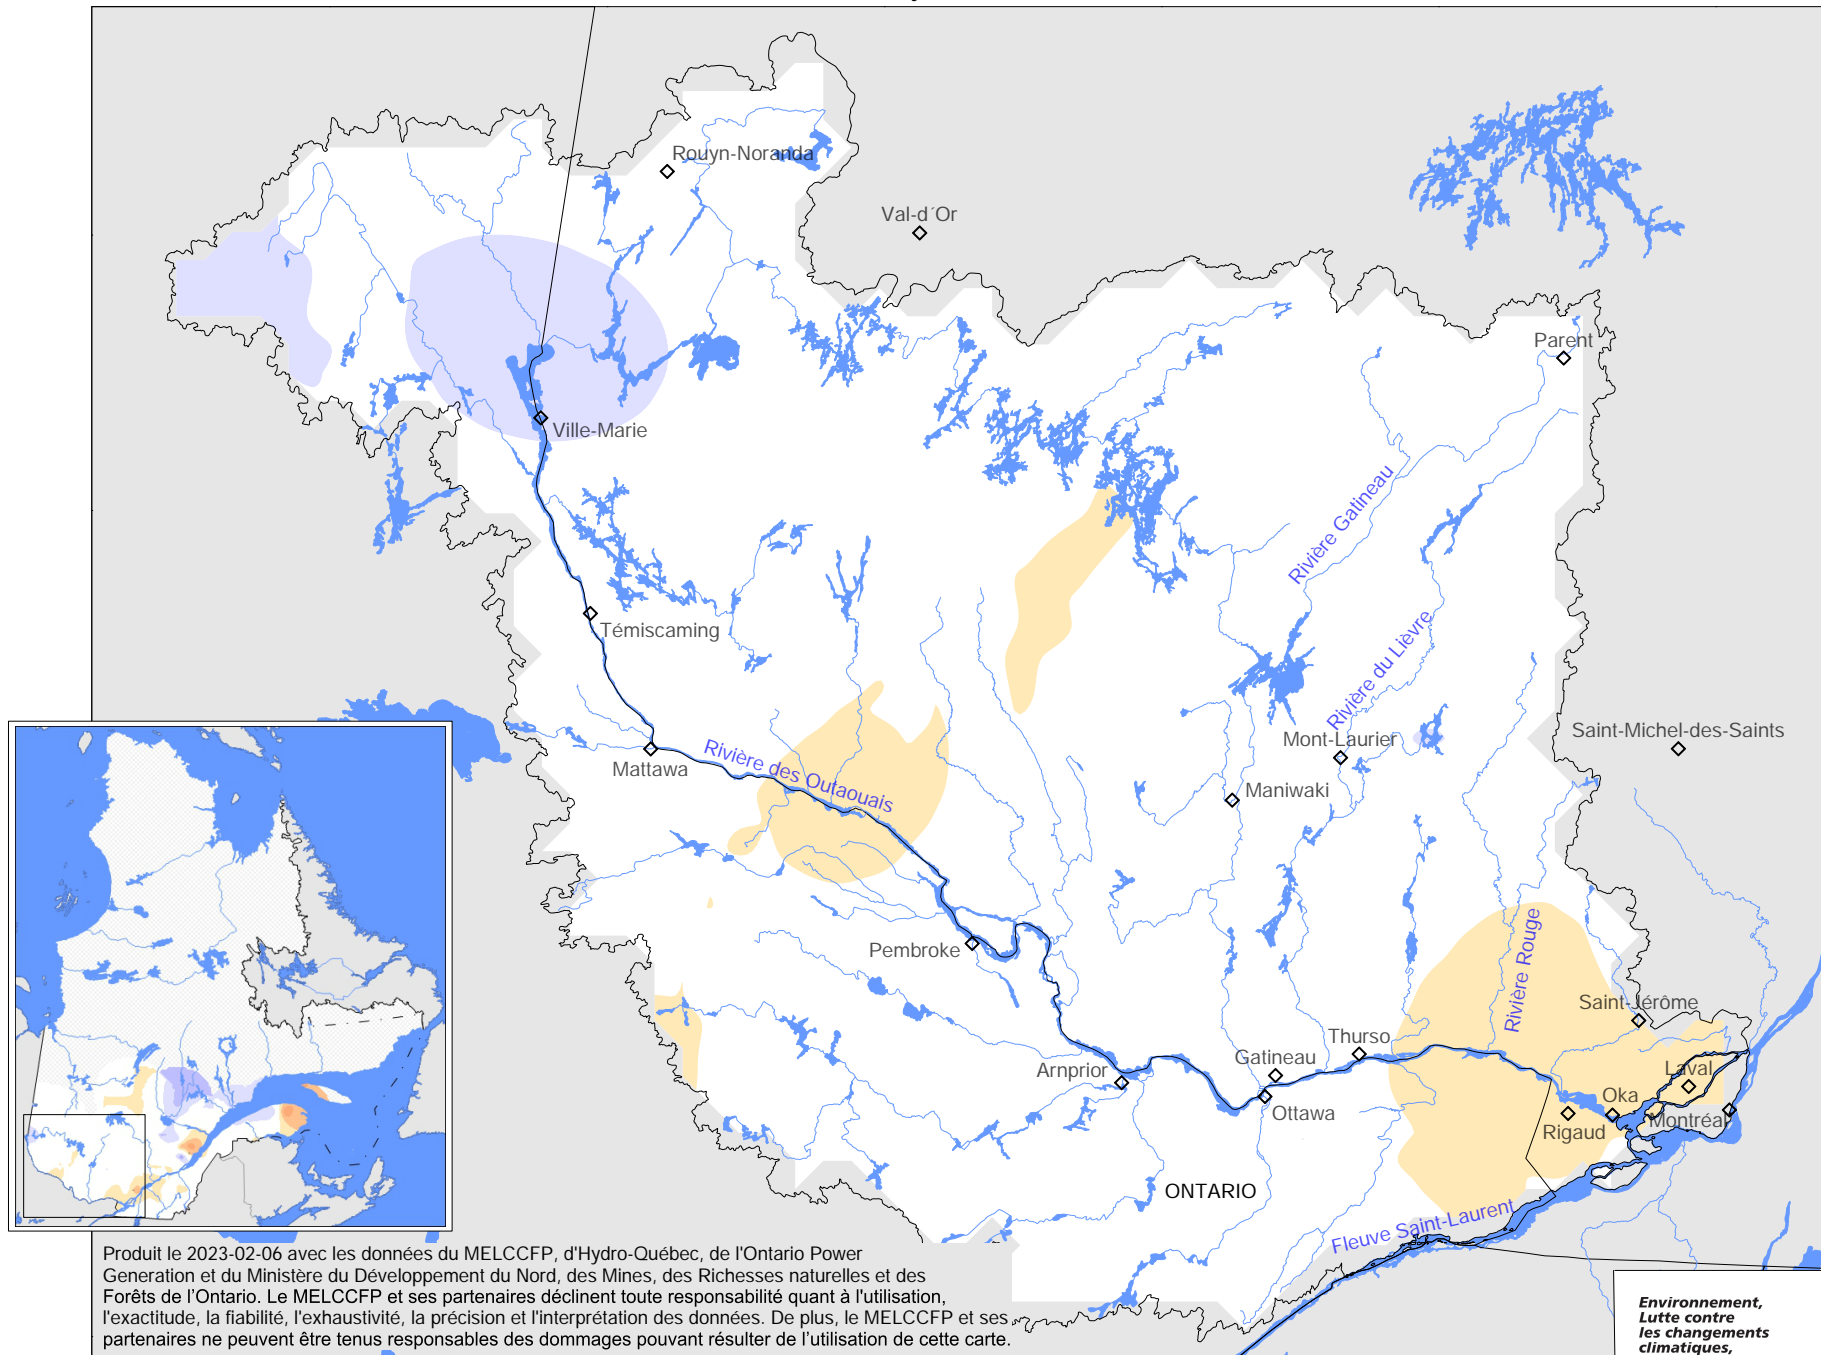 Rouyn-Noranda
Val-d´Or
Parent
Ville-Marie
Rivière Gatineau
Témiscaming
Rivière du Lièvre
Saint-Michel-des-Saints
Mont-Laurier
Mattawa
Rivière des Outaouais
Maniwaki
Pembroke
Rivière Rouge
Saint-Jérôme
Thurso
Gatineau
Arnprior
Laval
Oka
Ottawa
Rigaud
Montréal
ONTARIO
Fleuve Saint-Laurent
Produit le 2023-02-06 avec les données du MELCCFP, d'Hydro-Québec, de l'Ontario Power
Generation et du Ministère du Développement du Nord, des Mines, des Richesses naturelles et des
Forêts de l'Ontario. Le MELCCFP et ses partenaires déclinent toute responsabilité quant à l'utilisation,
l'exactitude, la fiabilité, l'exhaustivité, la précision et l'interprétation des données. De plus, le MELCCFP et ses
partenaires ne peuvent être tenus responsables des dommages pouvant résulter de l'utilisation de cette carte.
Environnement,
Lutte contre
les changements
climatiques,